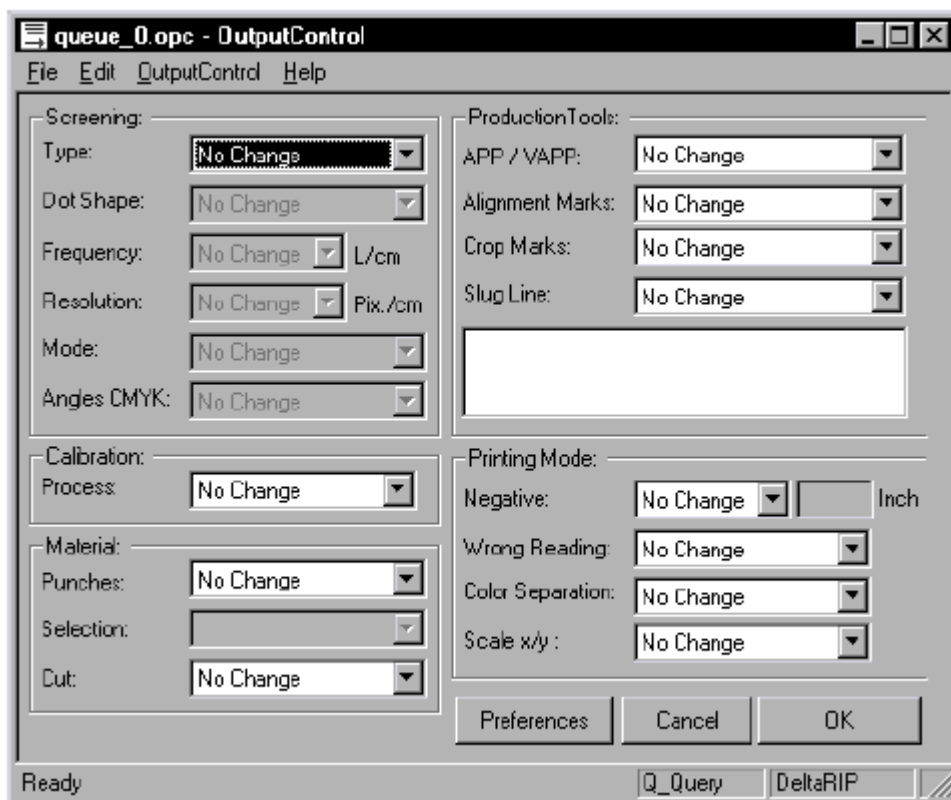 queue_0.opc - OutputControl
File Edit OutputControl Help
Screening:
Type: No Change
Dot Shape: No Change
Frequency: No Change L/cm
Resolution: No Change Pix./cm
Mode: No Change
Angles CMYK: No Change
Calibration:
Process: No Change
Material:
Punches: No Change
Selection:
Cut: No Change
Production Tools:
APP / VAPP: No Change
Alignment Marks: No Change
Crop Marks: No Change
Slug Line: No Change
Printing Mode:
Negative: No Change Inch
Wrong Reading: No Change
Color Separation: No Change
Scale x/y : No Change
Preferences Cancel OK
Ready Q_Query DeltaRIP